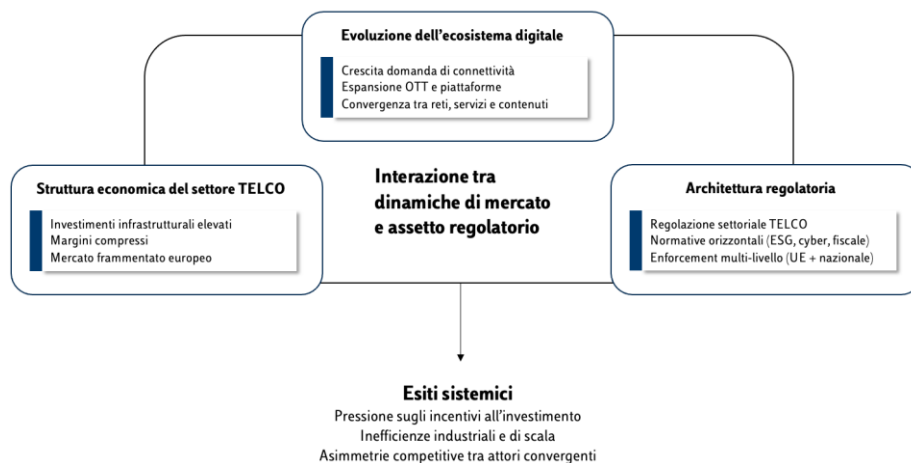 Evoluzione dell'ecosistema digitale
Crescita domanda di connettività
Espansione OTT e piattaforme
Convergenza tra reti, servizi e contenuti
Struttura economica del settore TELCO
Investimenti infrastrutturali elevati
Margini compressi
Mercato frammentato europeo
Interazione tra
dinamiche di mercato
e assetto regolatorio
Architettura regolatoria
Regolazione settoriale TELCO
Normative orizzontali (ESG, cyber, fiscale)
Enforcement multi-livello (UE + nazionale)
Esiti sistemici
Pressione sugli incentivi all'investimento
Inefficienze industriali e di scala
Asimmetrie competitive tra attori convergenti